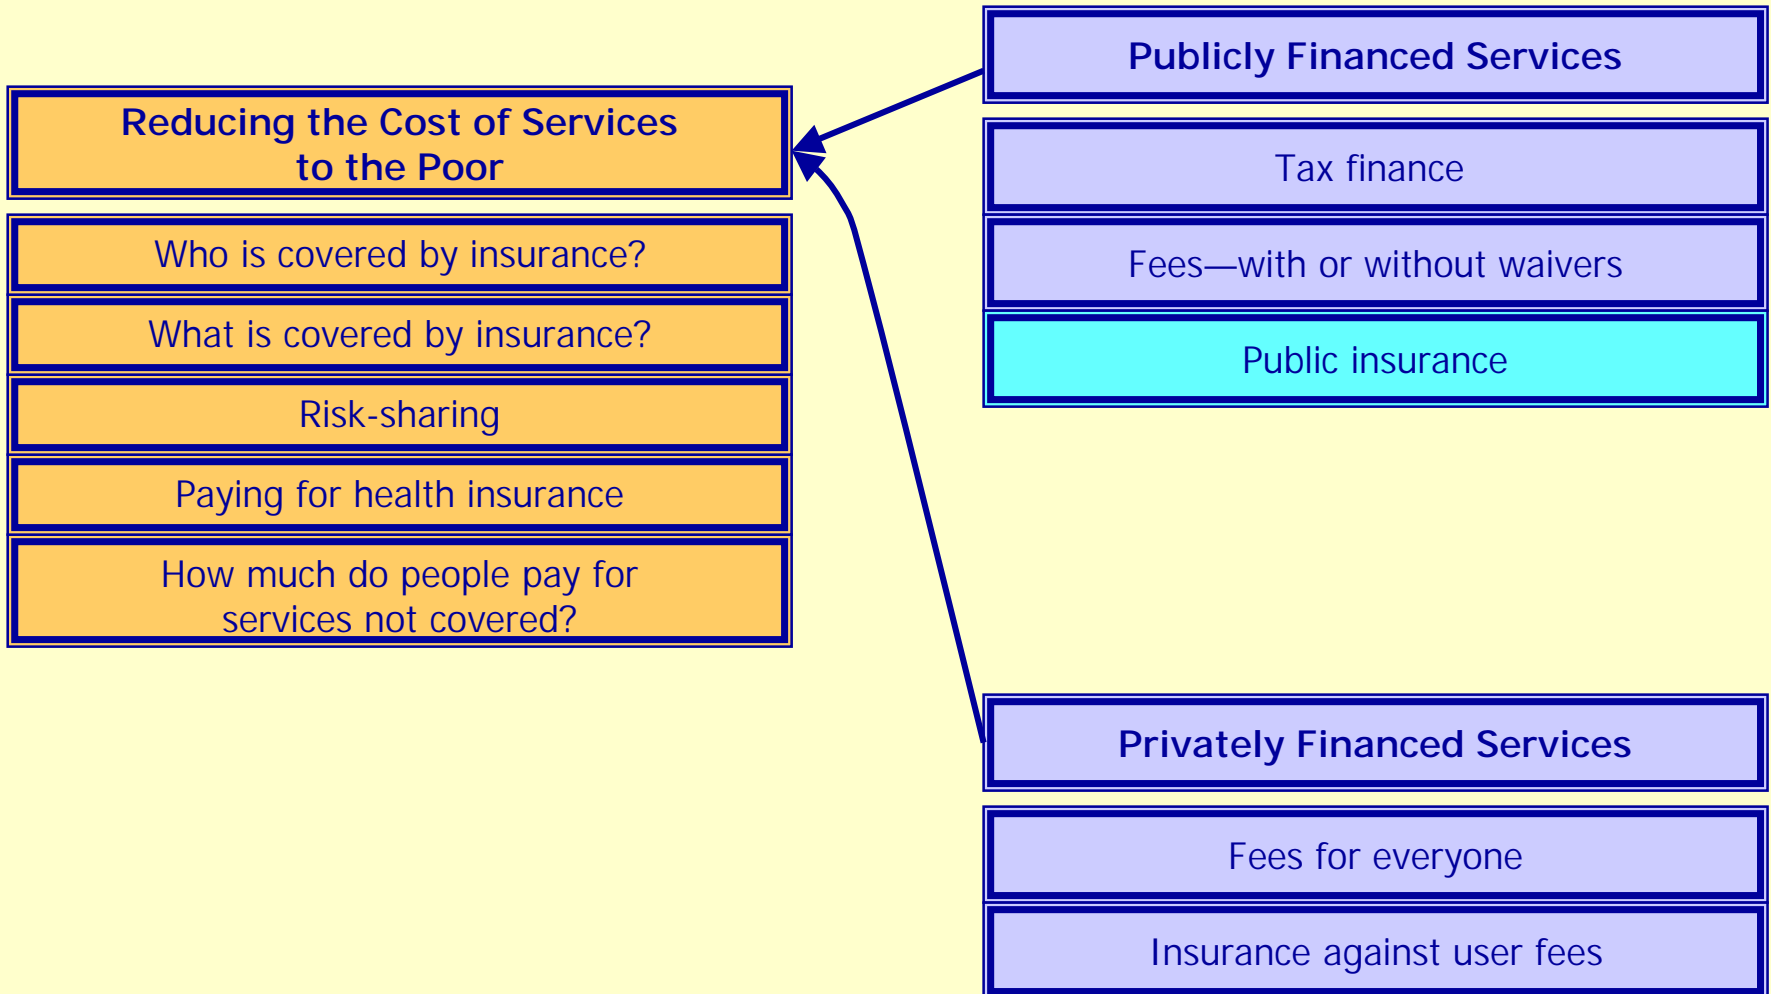 Reducing the Cost of Services
to the Poor
Who is covered by insurance?
What is covered by insurance?
Risk-sharing
Paying for health insurance
How much do people pay for
services not covered?
Publicly Financed Services
Tax finance
Fees—with or without waivers
Public insurance
Privately Financed Services
Fees for everyone
Insurance against user fees